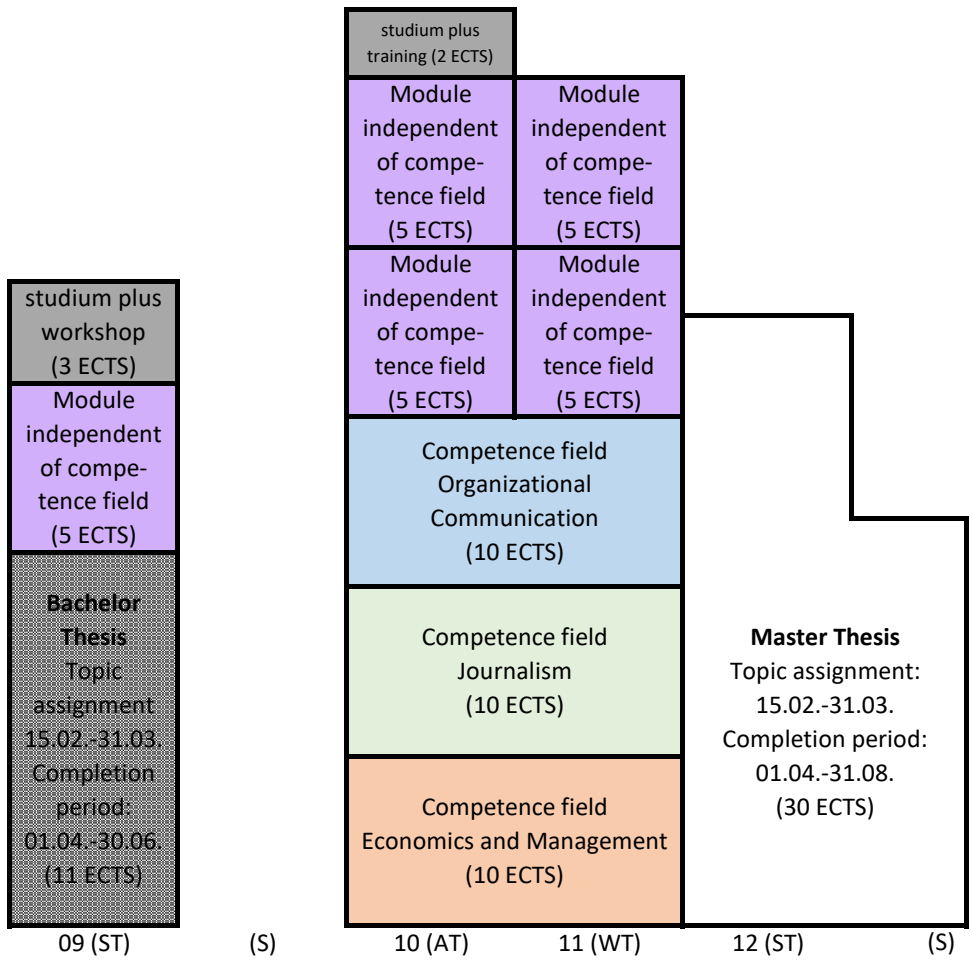 studium plus
training (2 ECTS)
Module
independent
of compe-
tence field
(5 ECTS)
Module
independent
of compe-
tence field
(5 ECTS)
Module
independent
of compe-
tence field
(5 ECTS)
Module
independent
of compe-
tence field
(5 ECTS)
studium plus
workshop
(3 ECTS)
Module
independent
of compe-
tence field
(5 ECTS)
Bachelor
Thesis
Topic
assignment
15.02.-31.03.
Completion
period:
01.04.-30.06.
(11 ECTS)
Competence field
Organizational
Communication
(10 ECTS)
Competence field
Journalism
(10 ECTS)
Competence field
Economics and Management
(10 ECTS)
Master Thesis
Topic assignment:
15.02.-31.03.
Completion period:
01.04.-31.08.
(30 ECTS)
09 (ST) (S) 10 (AT) 11 (WT) 12 (ST) (S)